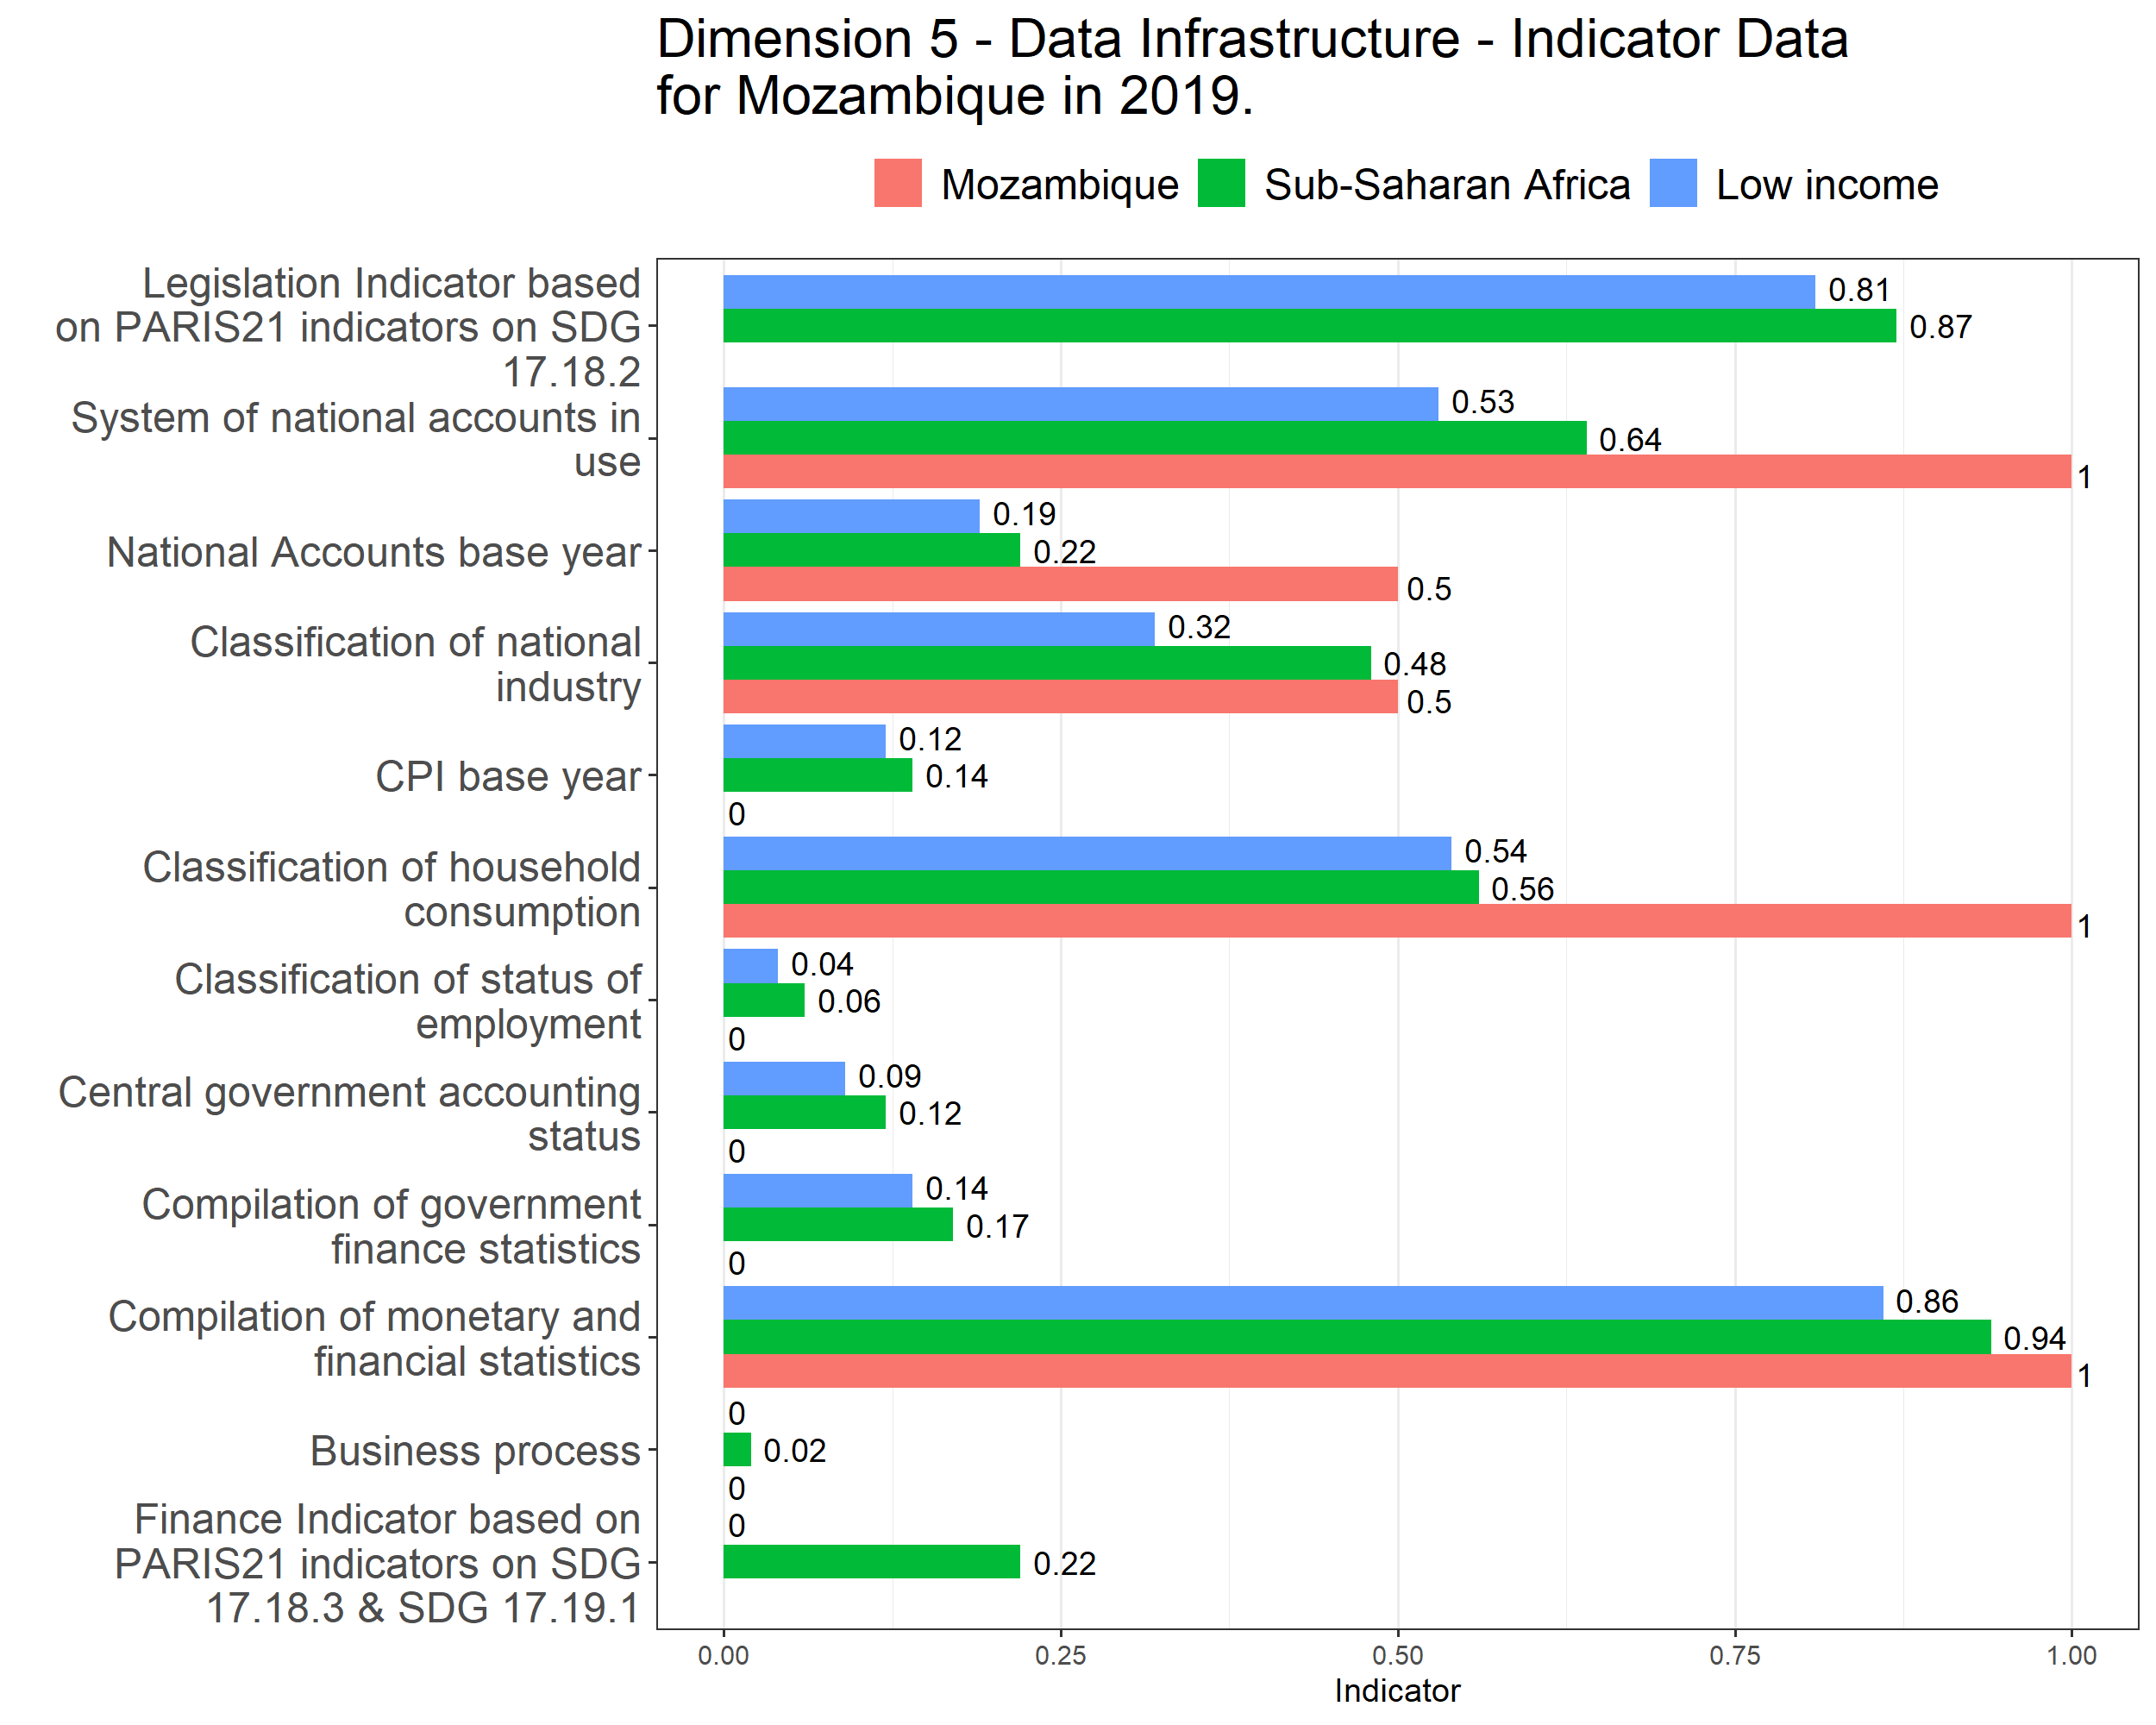 Dimension 5 - Data Infrastructure - Indicator Data
for Mozambique in 2019.
Mozambique Sub-Saharan Africa Low income
Legislation Indicator based
on PARIS21 indicators on SDG
17.18.2
0.81
0.87
System of national accounts in
use
0.53
0.64
1
National Accounts base year
0.19
0.22
0.5
Classification of national
industry
0.32
0.48
0.5
CPI base year
0.12
0.14
0
Classification of household
consumption
0.54
0.56
1
Classification of status of
employment
0.04
0.06
0
Central government accounting
status
0.09
0.12
0
Compilation of government
finance statistics
0.14
0.17
0
Compilation of monetary and
financial statistics
0.86
0.94
1
Business process
0
0.02
0
Finance Indicator based on
PARIS21 indicators on SDG
17.18.3 & SDG 17.19.1
0
0.22
0.00 0.25 0.50 0.75 1.00
Indicator